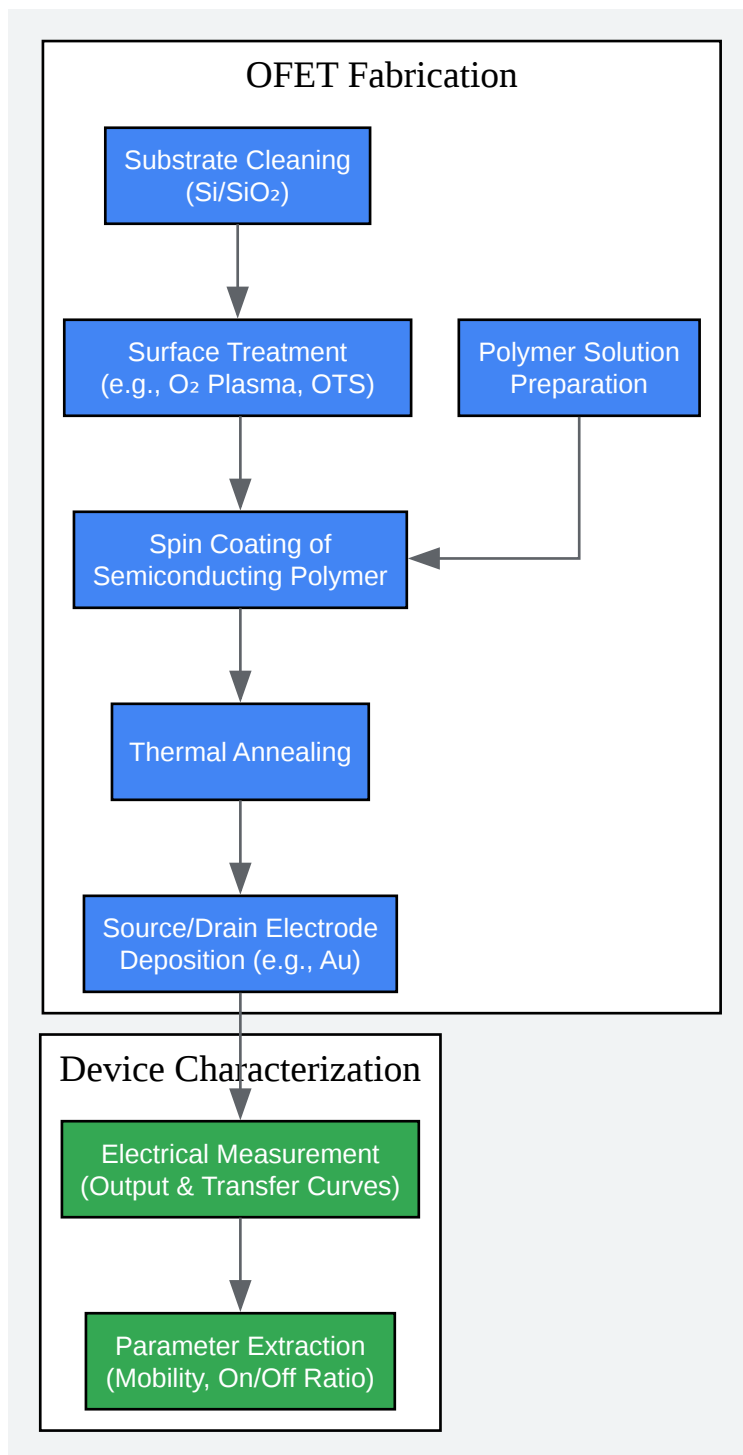 OFET Fabrication
Substrate Cleaning
(Si/SiO₂)
Surface Treatment
(e.g., O₂ Plasma, OTS)
Polymer Solution
Preparation
Spin Coating of
Semiconducting Polymer
Thermal Annealing
Source/Drain Electrode
Deposition (e.g., Au)
Device Characterization
Electrical Measurement
(Output & Transfer Curves)
Parameter Extraction
(Mobility, On/Off Ratio)